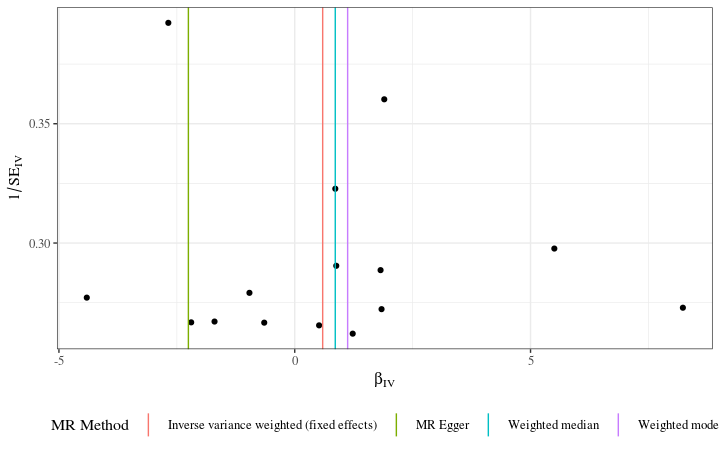 0.35
0.30
1/SE_IV
-5 0 5
β_IV
MR Method Inverse variance weighted (fixed effects) MR Egger Weighted median Weighted mode